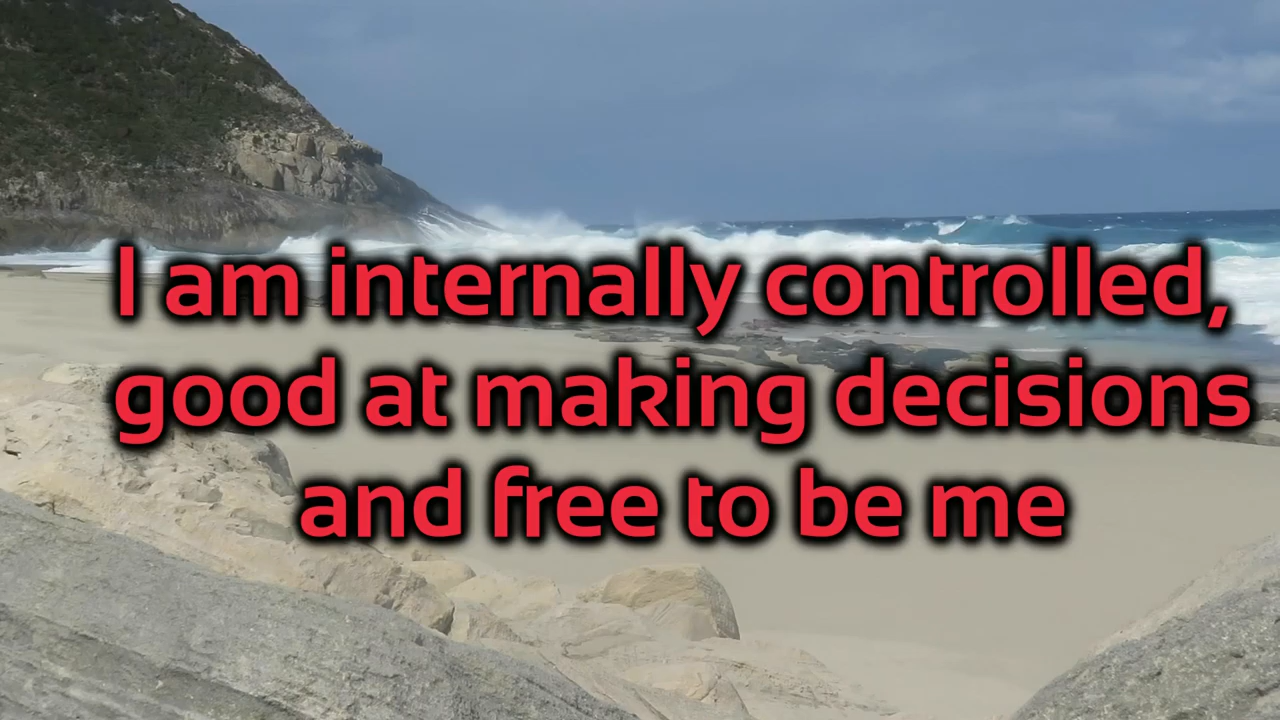 I am internally controlled,
good at making decisions
and free to be me